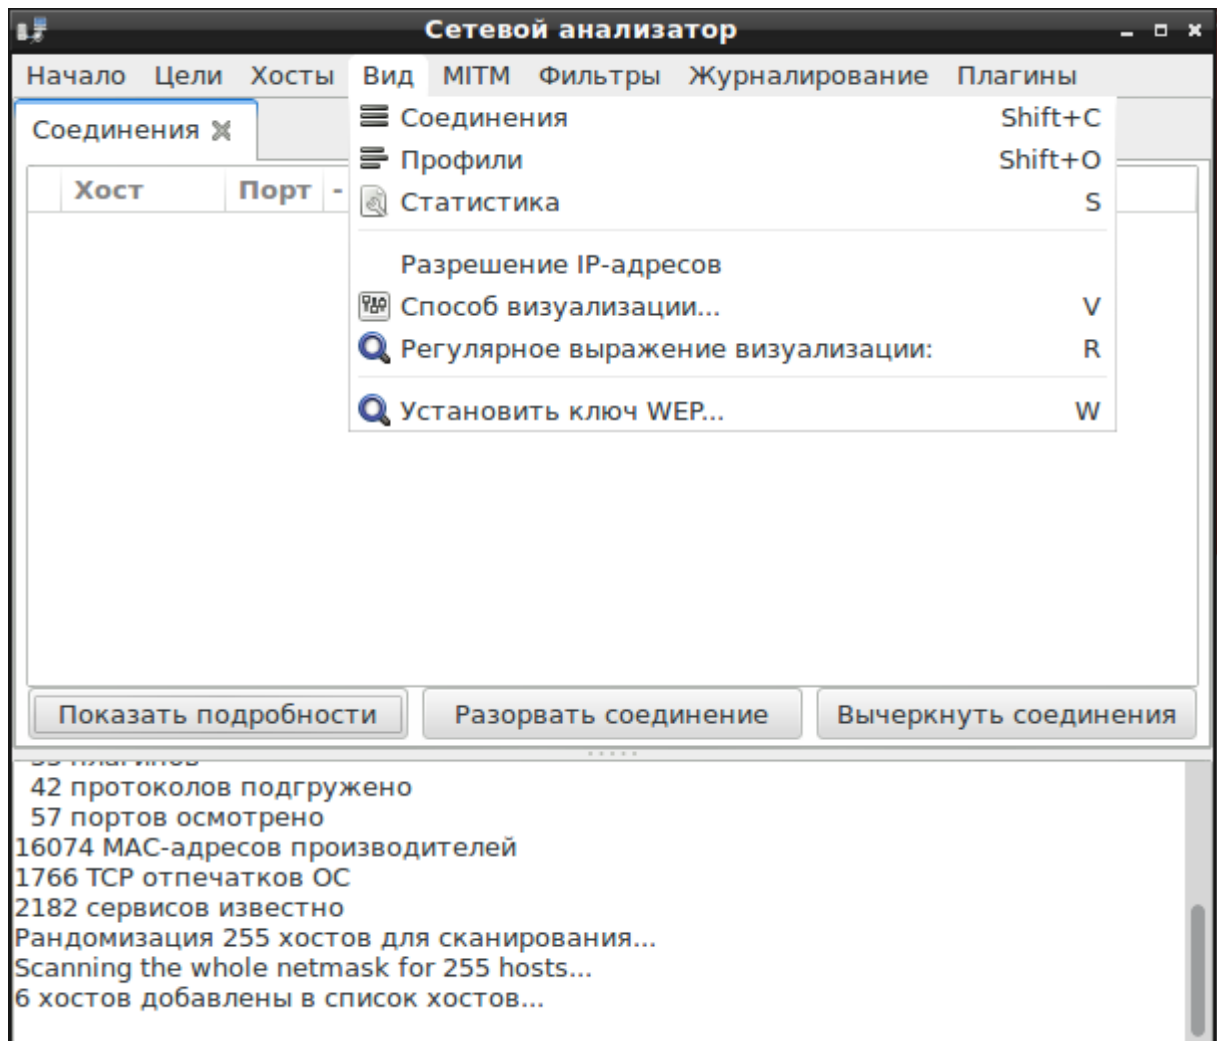 Сетевой анализатор
Начало Цели Хосты Вид MITM Фильтры Журналирование Плагины
Соединения
Хост Порт -
Соединения Shift+C
Профили Shift+O
Статистика S
Разрешение IP-адресов
Способ визуализации... V
Регулярное выражение визуализации: R
Установить ключ WEP... W
Показать подробности Разорвать соединение Вычеркнуть соединения
42 протоколов подгружено
57 портов осмотрено
16074 MAC-адресов производителей
1766 TCP отпечатков ОС
2182 сервисов известно
Рандомизация 255 хостов для сканирования...
Scanning the whole netmask for 255 hosts...
6 хостов добавлены в список хостов...